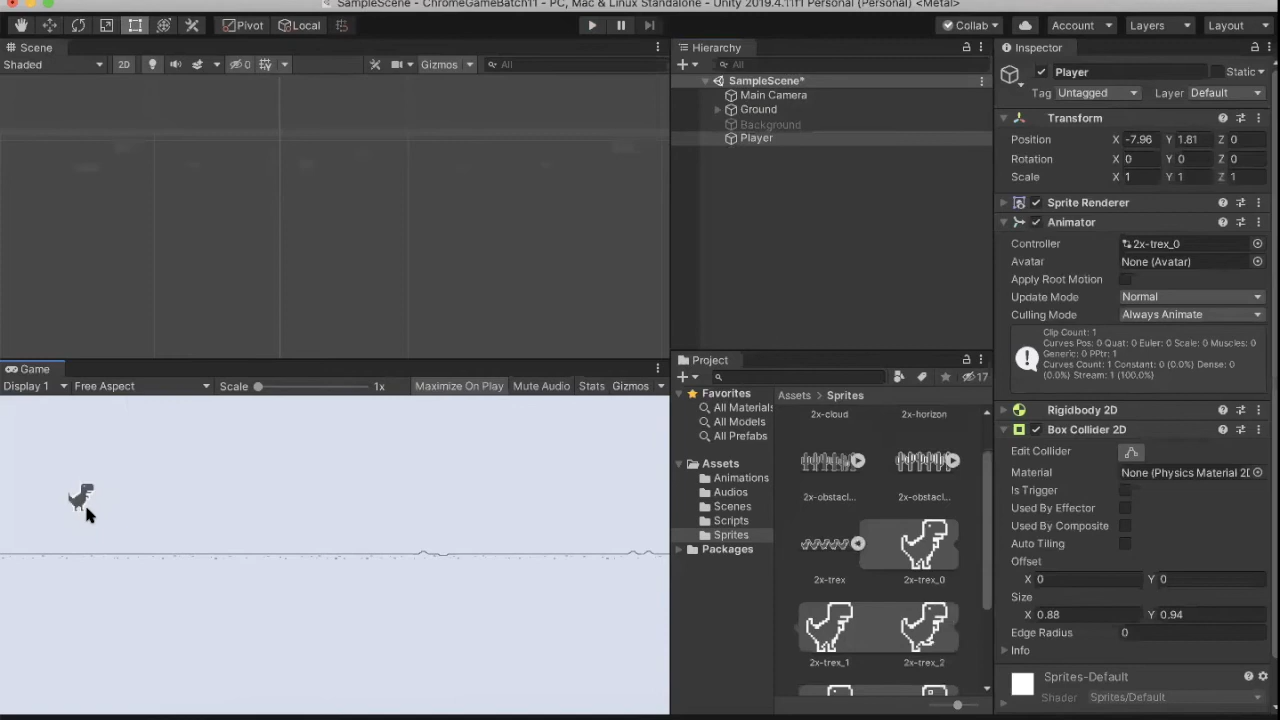 SampleScene - ChromeGameBatch11 - PC, Mac & Linux Standalone - Unity 2019.4.11f1 Personal (Personal) <Metal>
Pivot Local
Collab Account Layers Layout
Scene
Shaded 2D 0 Gizmos All
Hierarchy
All
SampleScene*
Main Camera
Ground
Background
Player
Inspector
Player Static
Tag Untagged Layer Default
Transform
Position X -7.96 Y 1.81 Z 0
Rotation X 0 Y 0 Z 0
Scale X 1 Y 1 Z 1
Sprite Renderer
Animator
Controller 2x-trex_0
Avatar None (Avatar)
Apply Root Motion
Update Mode Normal
Culling Mode Always Animate
Clip Count: 1
Curves Pos: 0 Quat: 0 Euler: 0 Scale: 0 Muscles: 0
Generic: 0 PPtr: 1
Curves Count: 1 Constant: 0 (0.0%) Dense: 0
(0.0%) Stream: 1 (100.0%)
Rigidbody 2D
Box Collider 2D
Edit Collider
Material None (Physics Material 2D
Is Trigger
Used By Effector
Used By Composite
Auto Tiling
Offset
X 0 Y 0
Size
X 0.88 Y 0.94
Edge Radius 0
Info
Sprites-Default
Shader Sprites/Default
Game
Display 1 Free Aspect Scale 1x Maximize On Play Mute Audio Stats Gizmos
Project
17
Favorites
All Materials
All Models
All Prefabs
Assets
Animations
Audios
Scenes
Scripts
Sprites
Packages
Assets > Sprites
2x-cloud 2x-horizon
2x-obstacl... 2x-obstacl...
2x-trex 2x-trex_0
2x-trex_1 2x-trex_2